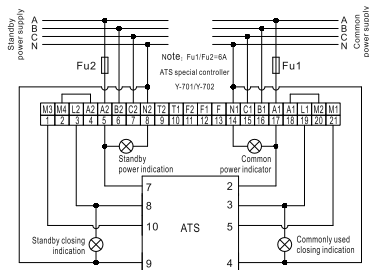 Standby
power supply
A
B
C
N
A
B
C
N
Common
power supply
Note: Fu1/Fu2=6A
ATS special controller
Y-701/Y-702
Fu2
Fu1
M3 M4 L2 A2 A2 B2 C2 N2 T2 T1 F2 F1 F N1 C1 B1 A1 A1 L1 M2 M1
1 2 3 4 5 6 7 8 9 10 11 12 13 14 15 16 17 18 19 20 21
Standby
power indication
Common
power indicator
7
8
10
9
ATS
2
3
5
4
Standby closing
indication
Commonly used
closing indication